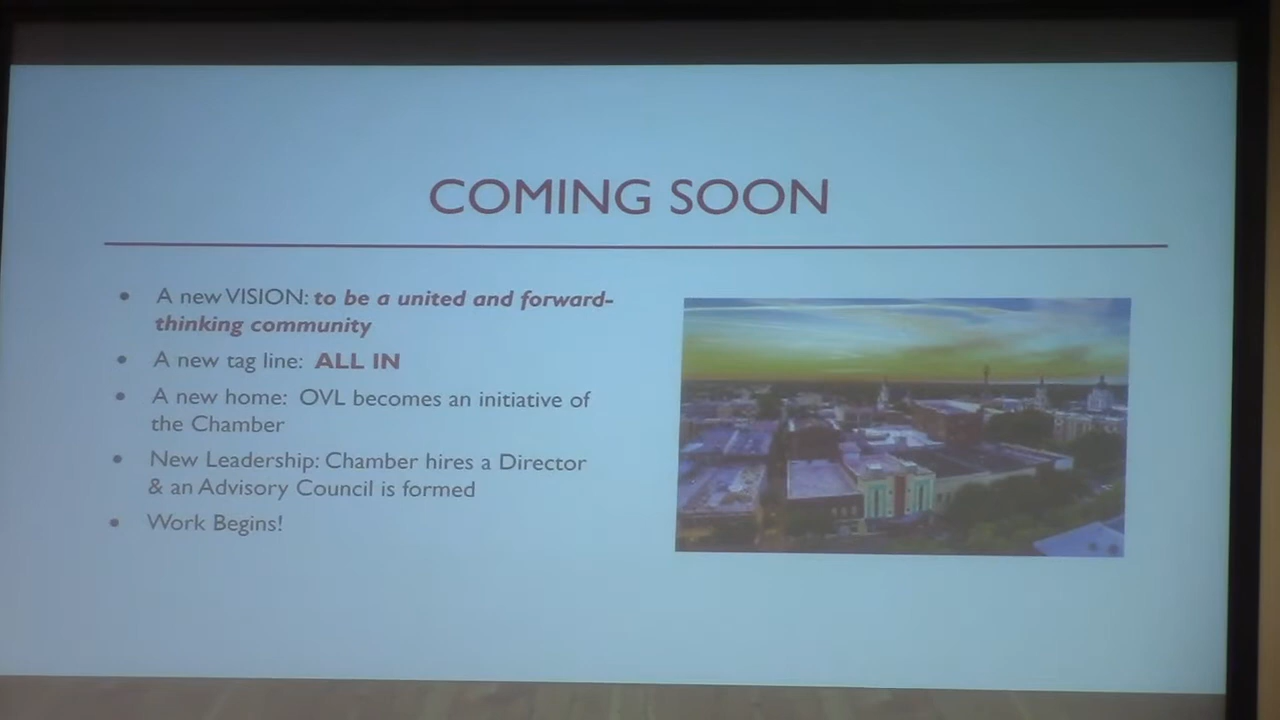 COMING SOON
• A new VISION: to be a united and forward-
thinking community
• A new tag line: ALL IN
• A new home: OVL becomes an initiative of
the Chamber
• New Leadership: Chamber hires a Director
& an Advisory Council is formed
• Work Begins!